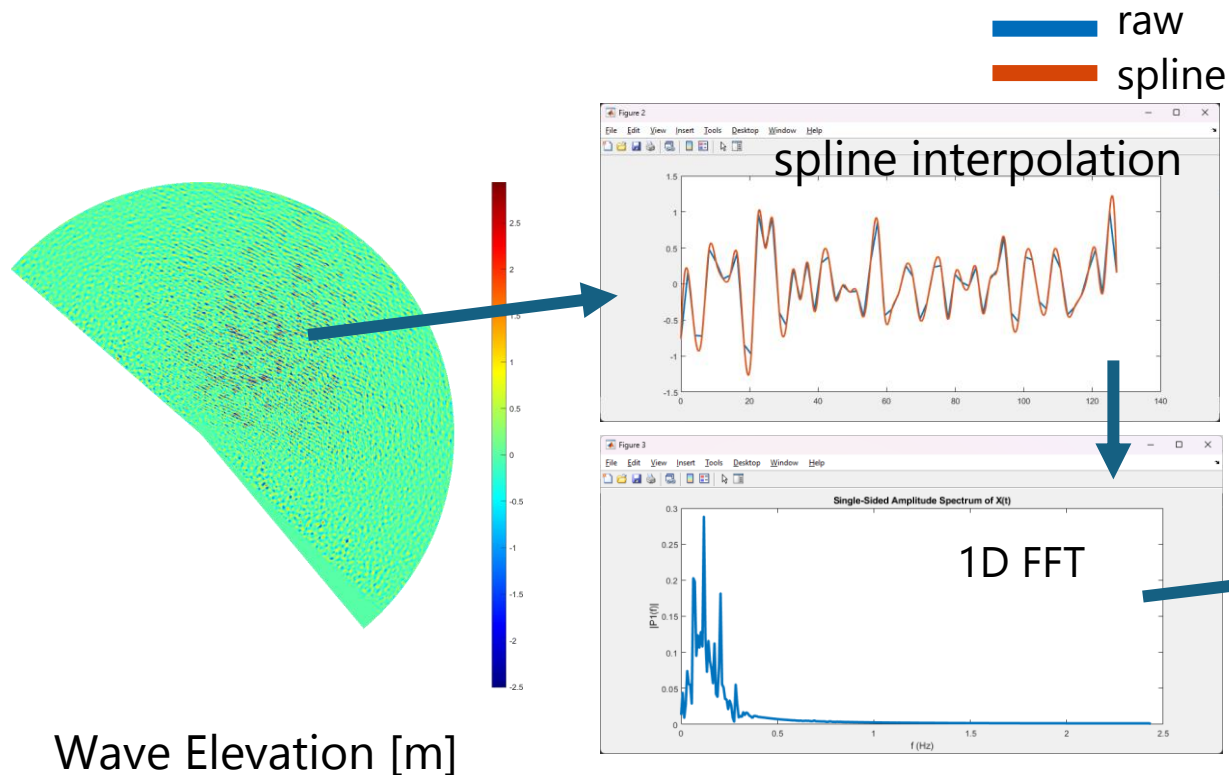 raw
spline
Figure 2
File Edit View Insert Tools Desktop Window Help
spline interpolation
1.5
1
0.5
0
-0.5
-1
-1.5
0 20 40 60 80 100 120 140
2.5
2
1.5
1
0.5
0
-0.5
-1
-1.5
-2
-2.5
Wave Elevation [m]
Figure 3
File Edit View Insert Tools Desktop Window Help
Single-Sided Amplitude Spectrum of X(t)
1D FFT
|P1(f)|
0.3
0.25
0.2
0.15
0.1
0.05
0
0 0.5 1 1.5 2 2.5
f (Hz)